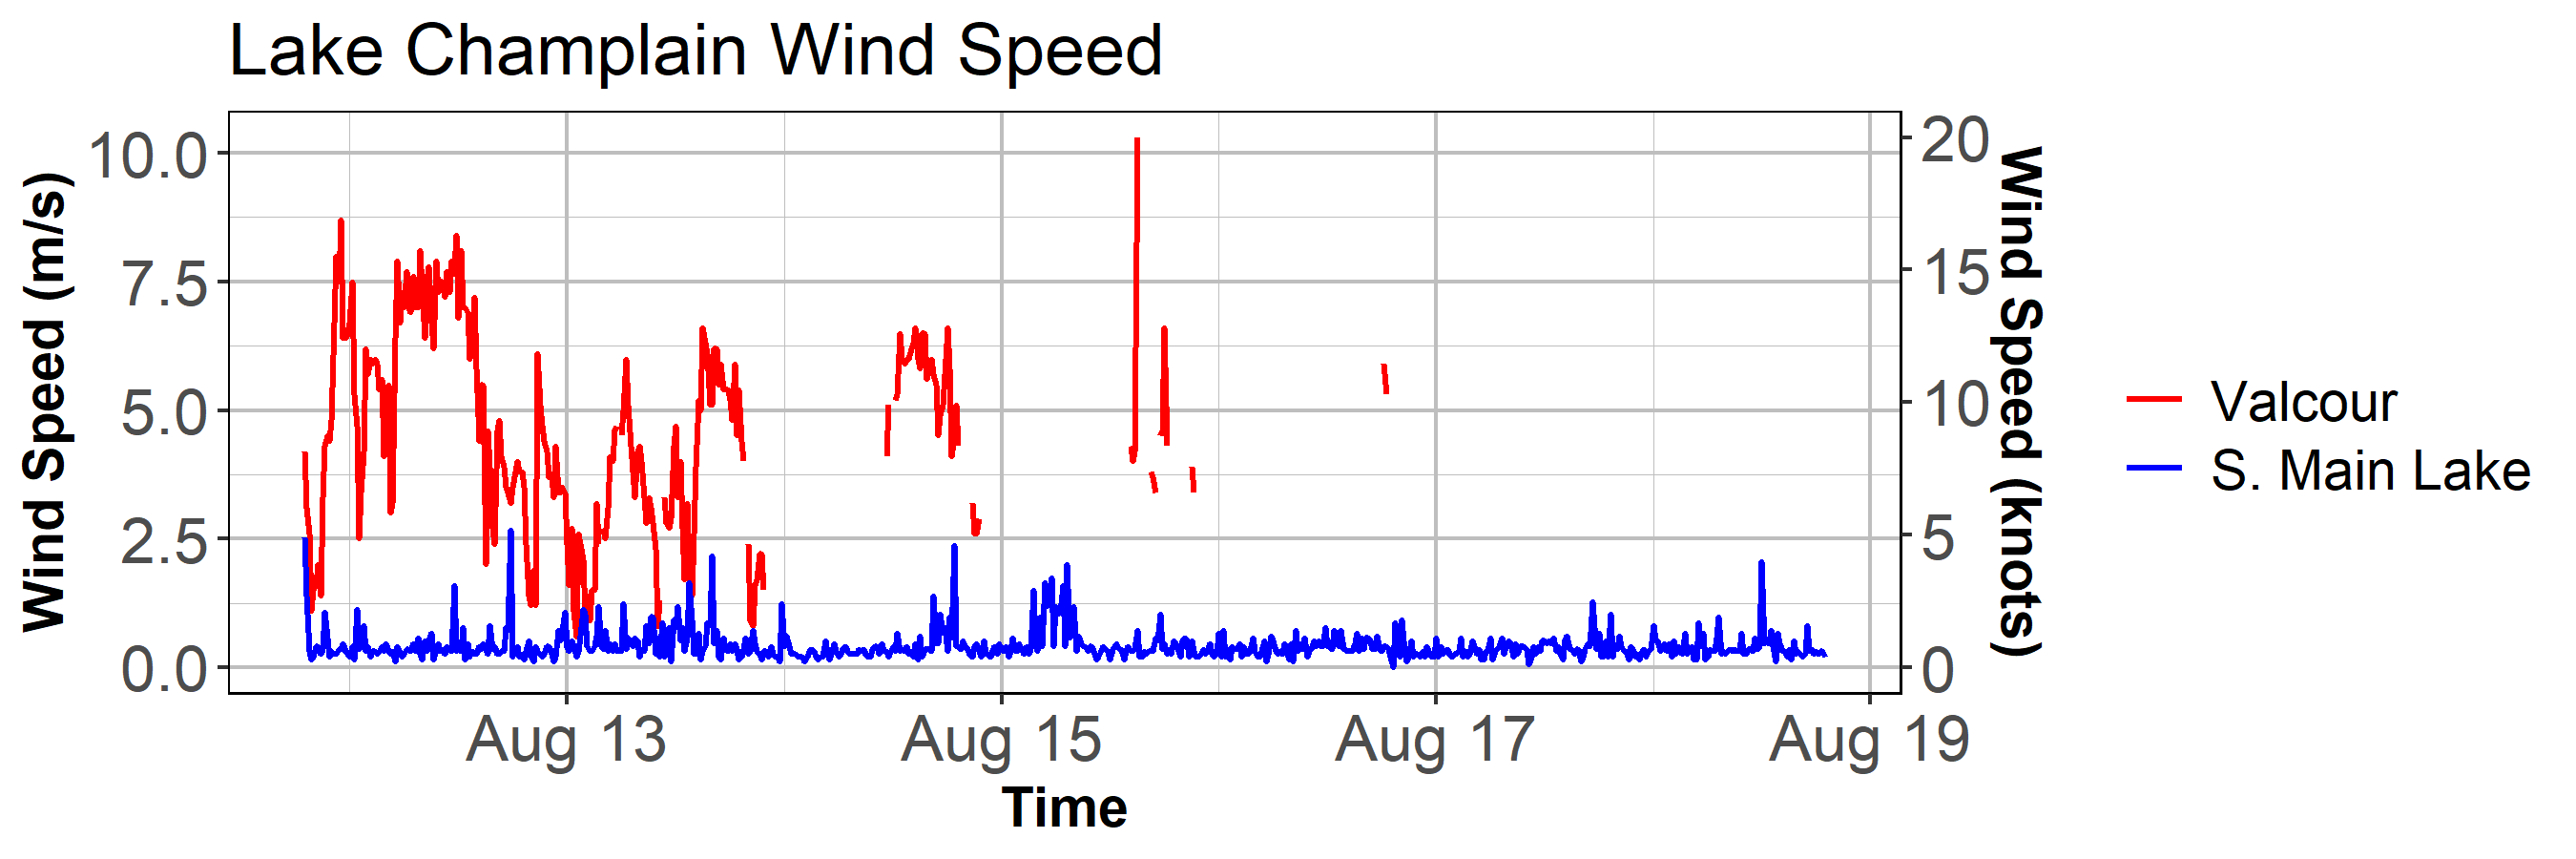 Lake Champlain Wind Speed
10.0
7.5
5.0
2.5
0.0
Wind Speed (m/s)
20
15
10
5
0
Wind Speed (knots)
Aug 13
Aug 15
Aug 17
Aug 19
Time
Valcour
S. Main Lake